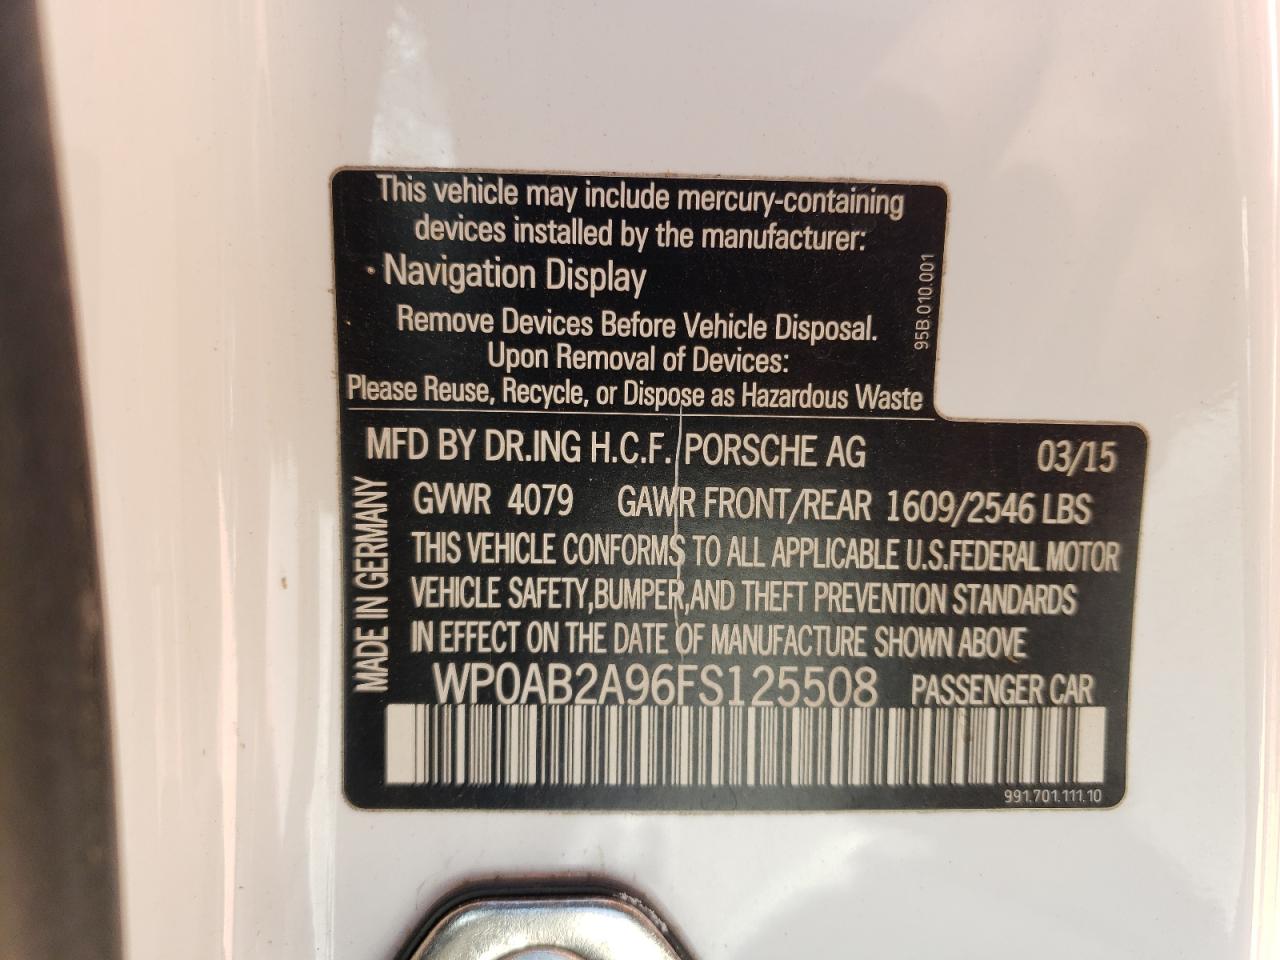 This vehicle may include mercury-containing
devices installed by the manufacturer:
· Navigation Display
Remove Devices Before Vehicle Disposal.
Upon Removal of Devices:
Please Reuse, Recycle, or Dispose as Hazardous Waste
95B.010.001
MFD BY DR.ING H.C.F. PORSCHE AG 03/15
GVWR 4079 GAWR FRONT/REAR 1609/2546 LBS
THIS VEHICLE CONFORMS TO ALL APPLICABLE U.S.FEDERAL MOTOR
VEHICLE SAFETY,BUMPER,AND THEFT PREVENTION STANDARDS
IN EFFECT ON THE DATE OF MANUFACTURE SHOWN ABOVE
MADE IN GERMANY
WP0AB2A96FS125508 PASSENGER CAR
991.701.111.10